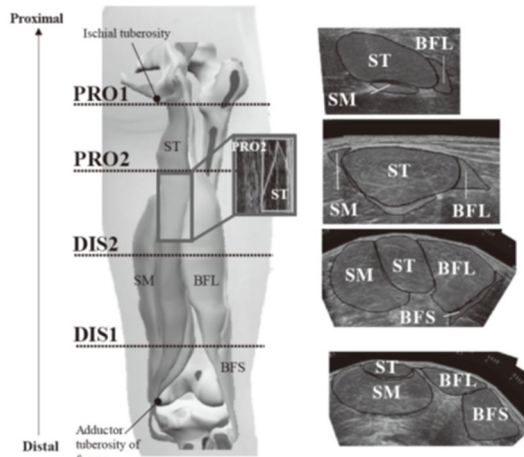 Proximal
Ischial tuberosity
PRO1
ST
PRO2
PRO2
ST
DIS2
SM
BFL
DIS1
BFS
Adductor
tuberosity of
Distal
ST
BFL
SM
ST
SM
BFL
SM
ST
BFL
BFS
ST
SM
BFL
BFS